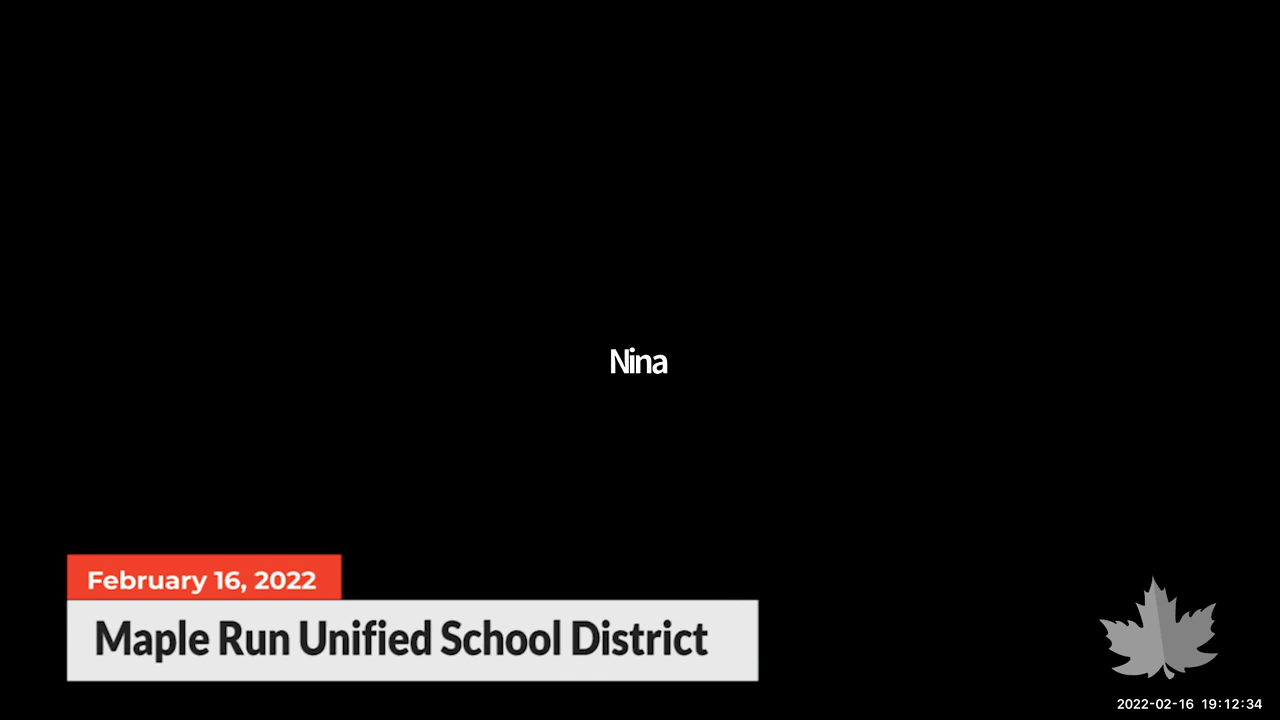 Nina
February 16, 2022
Maple Run Unified School District
2022-02-16 19:12:34